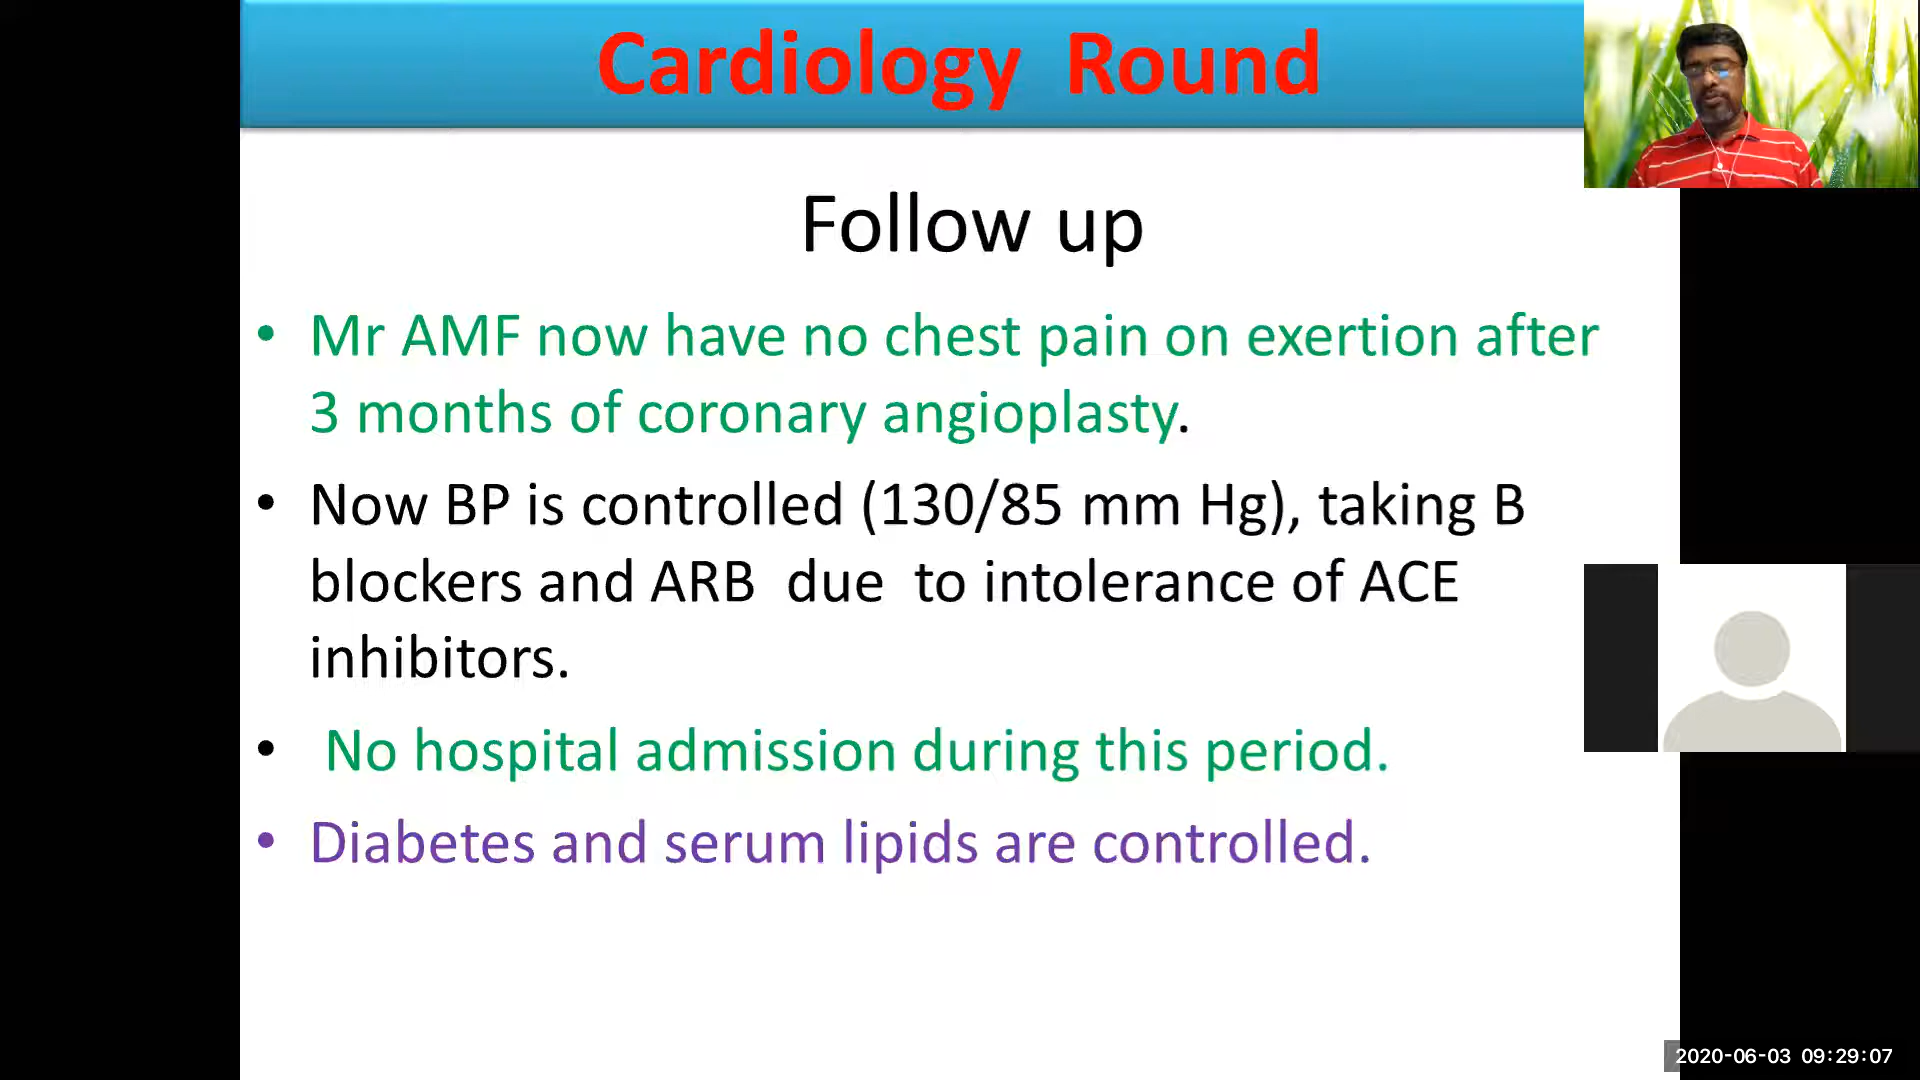 Cardiology Round
Follow up
• Mr AMF now have no chest pain on exertion after
3 months of coronary angioplasty.
• Now BP is controlled (130/85 mm Hg), taking B
blockers and ARB due to intolerance of ACE
inhibitors.
• No hospital admission during this period.
• Diabetes and serum lipids are controlled.
2020-06-03 09:29:07